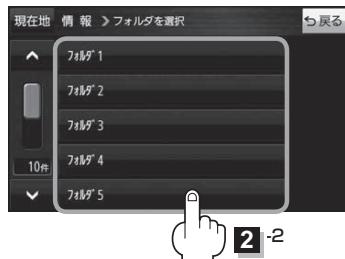 現在地 情 報 》フォルダを選択 戻る
ﾌｫﾙﾀﾞ 1
ﾌｫﾙﾀﾞ 2
ﾌｫﾙﾀﾞ 3
ﾌｫﾙﾀﾞ 4
10件
ﾌｫﾙﾀﾞ 5
2 -2